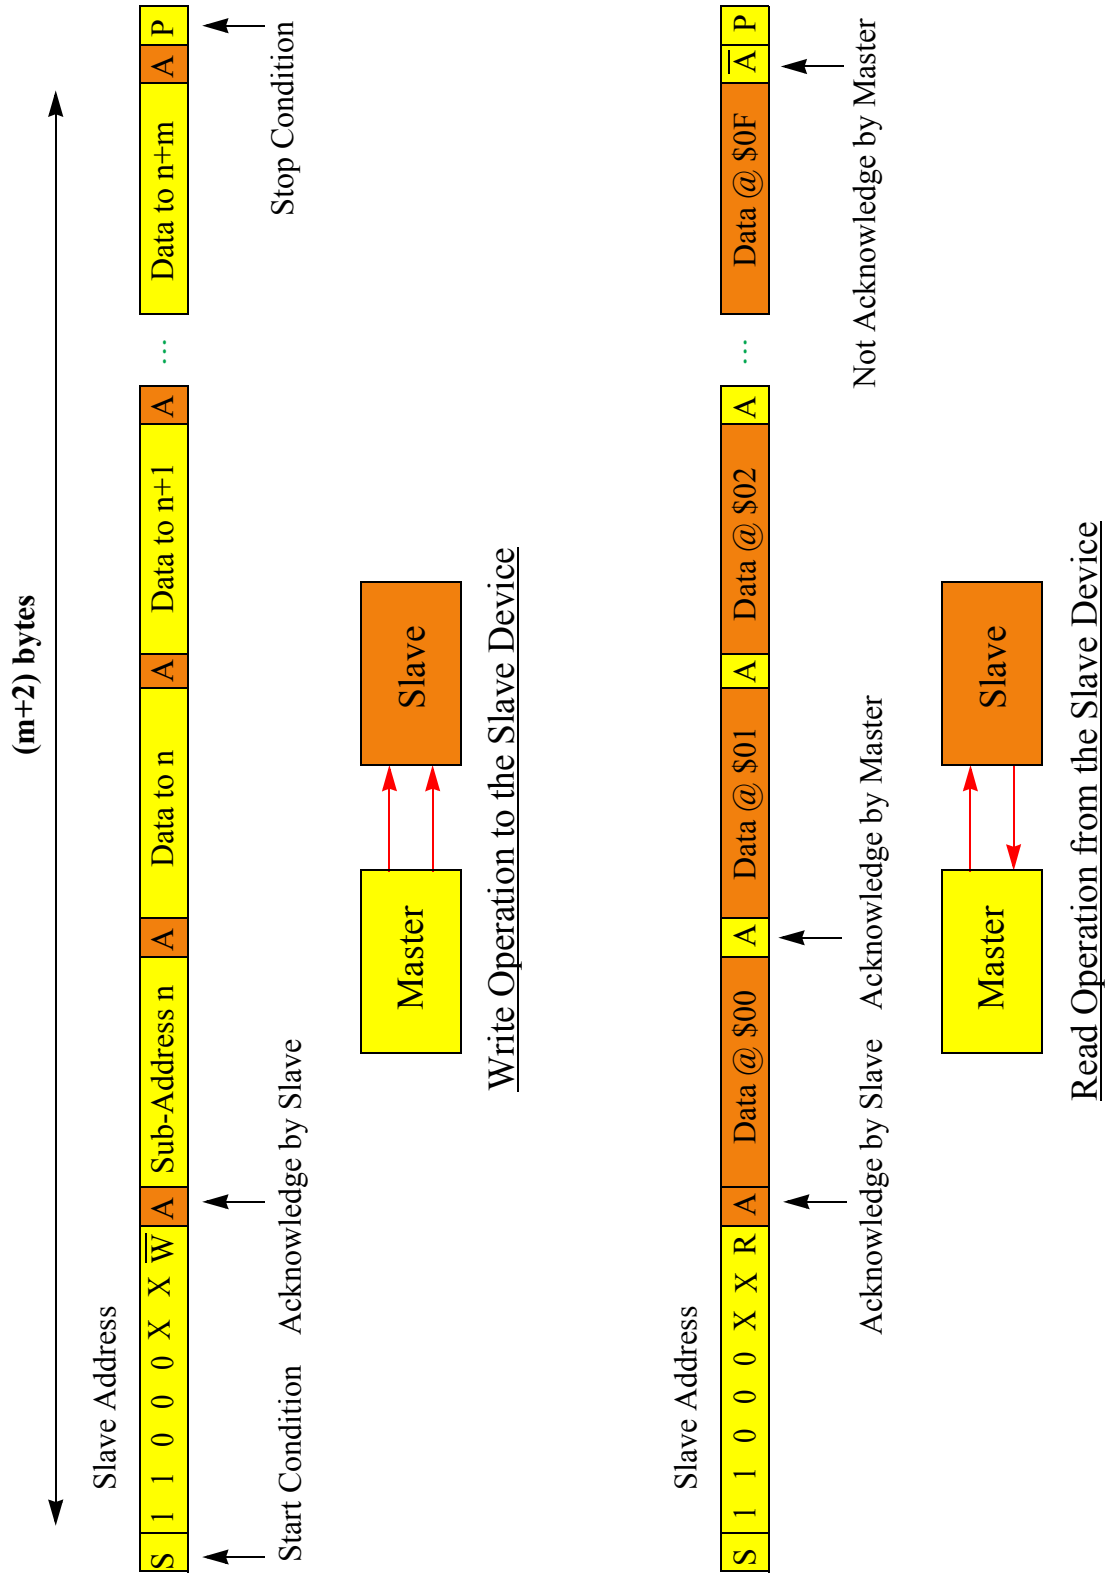 (m+2) bytes
Slave Address
S 1 1 0 0 0 X X W̅ A Sub-Address n A Data to n A Data to n+1 A ... Data to n+m A P
Start Condition Acknowledge by Slave Stop Condition
Master Slave
Write Operation to the Slave Device
Slave Address
S 1 1 0 0 0 X X R A Data @ $00 A Data @ $01 A Data @ $02 A ... Data @ $0F A̅ P
Acknowledge by Slave Acknowledge by Master Not Acknowledge by Master
Master Slave
Read Operation from the Slave Device